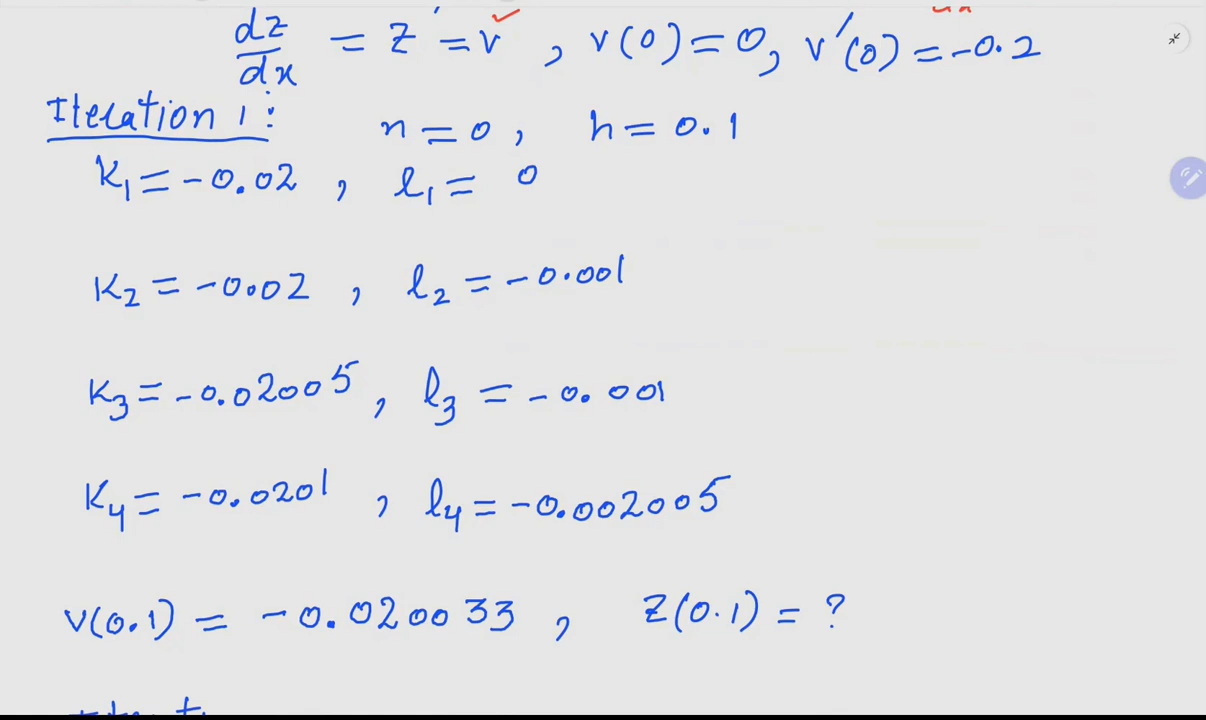 dz/dx = z' = v , v(0) = 0, v'(0) = -0.2
Iteration 1: n = 0, h = 0.1
K₁ = -0.02 , l₁ = 0
K₂ = -0.02 , l₂ = -0.001
K₃ = -0.02005 , l₃ = -0.001
K₄ = -0.0201 , l₄ = -0.002005
v(0.1) = -0.020033 , z(0.1) = ?